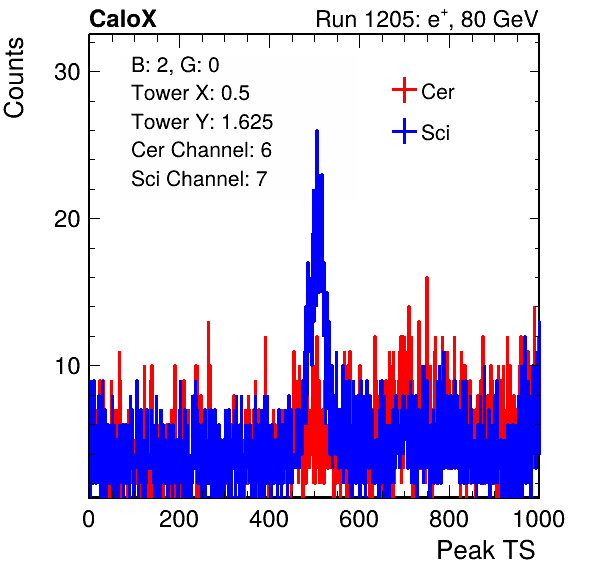 CaloX Run 1205: e⁺, 80 GeV
Counts
B: 2, G: 0
Tower X: 0.5
Tower Y: 1.625
Cer Channel: 6
Sci Channel: 7
Cer
Sci
30
20
10
0 200 400 600 800 1000
Peak TS